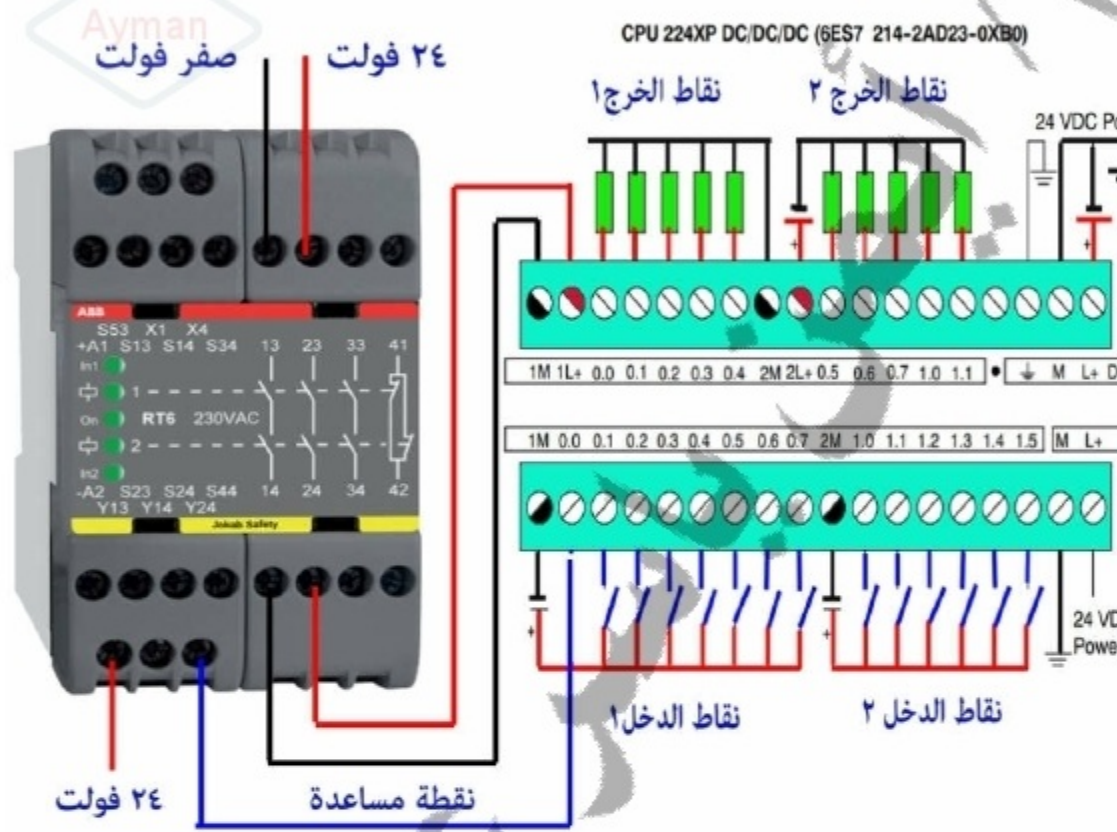 Ayman
صفر فولت
٢٤ فولت
CPU 224XP DC/DC/DC (6ES7 214-2AD23-0XB0)
نقاط الخرج١
نقاط الخرج ٢
24 VDC
ABB
S53 X1 X4
+A1 S13 S14 S34 13 23 33 41
In1
1
On RT6 230VAC
2
In2
-A2 S23 S24 S44 14 24 34 42
Y13 Y14 Y24
Jokab Safety
1M 1L+ 0.0 0.1 0.2 0.3 0.4 2M 2L+ 0.5 0.6 0.7 1.0 1.1 M L+ D
1M 0.0 0.1 0.2 0.3 0.4 0.5 0.6 0.7 2M 1.0 1.1 1.2 1.3 1.4 1.5 M L+
+
+
+
+
24 VD
Powe
نقاط الدخل١
نقاط الدخل ٢
٢٤ فولت
نقطة مساعدة